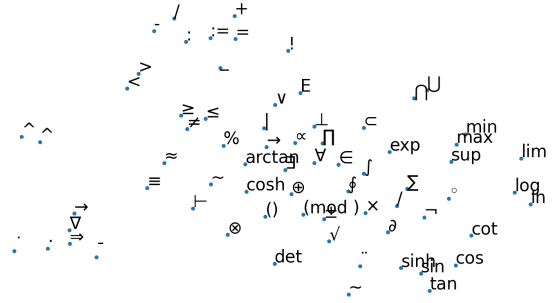 / +
- : := =
!
> _
< E
∨ ⋂ ⋃
≥ ≤
≠ | ⊥ ⊂
^ ^ min
% → ∝ ∏ max
exp
≈ arctan ∃ ∀ ∈ sup lim
∫
≡ ~ cosh ⊕ ∮ ∑ ∘ log
ln
⊢ () (mod ) × /
→ ± ¬
∇ ⊗ √ ∂ cot
⇒
. . - det ¨ sinh cos
sin
~ tan